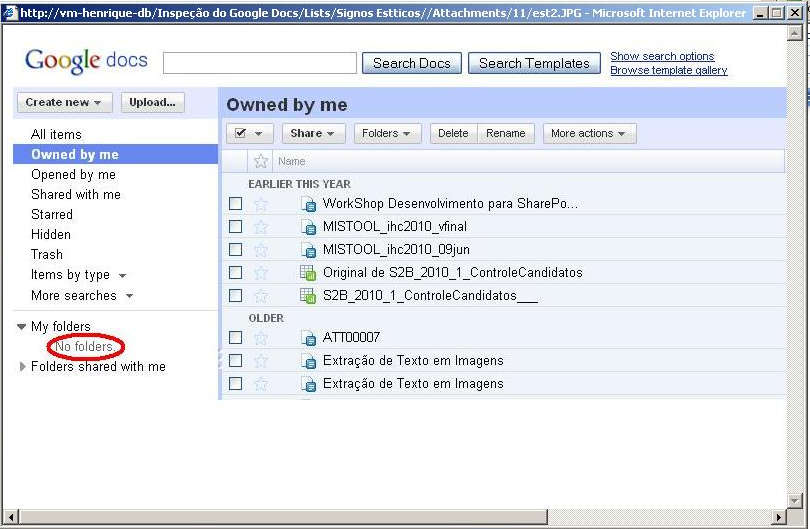 http://vm-henrique-db/Inspeção do Google Docs/Lists/Signos Estticos//Attachments/11/est2.JPG - Microsoft Internet Explorer
Google docs
Search Docs
Search Templates
Show search options
Browse template gallery
Create new
Upload...
Owned by me
All items
Owned by me
Opened by me
Shared with me
Starred
Hidden
Trash
Items by type
More searches
My folders
No folders
Folders shared with me
Share
Folders
Delete
Rename
More actions
Name
EARLIER THIS YEAR
WorkShop Desenvolvimento para SharePo...
MISTOOL_ihc2010_vfinal
MISTOOL_ihc2010_09jun
Original de S2B_2010_1_ControleCandidatos
S2B_2010_1_ControleCandidatos___
OLDER
ATT00007
Extração de Texto em Imagens
Extração de Texto em Imagens